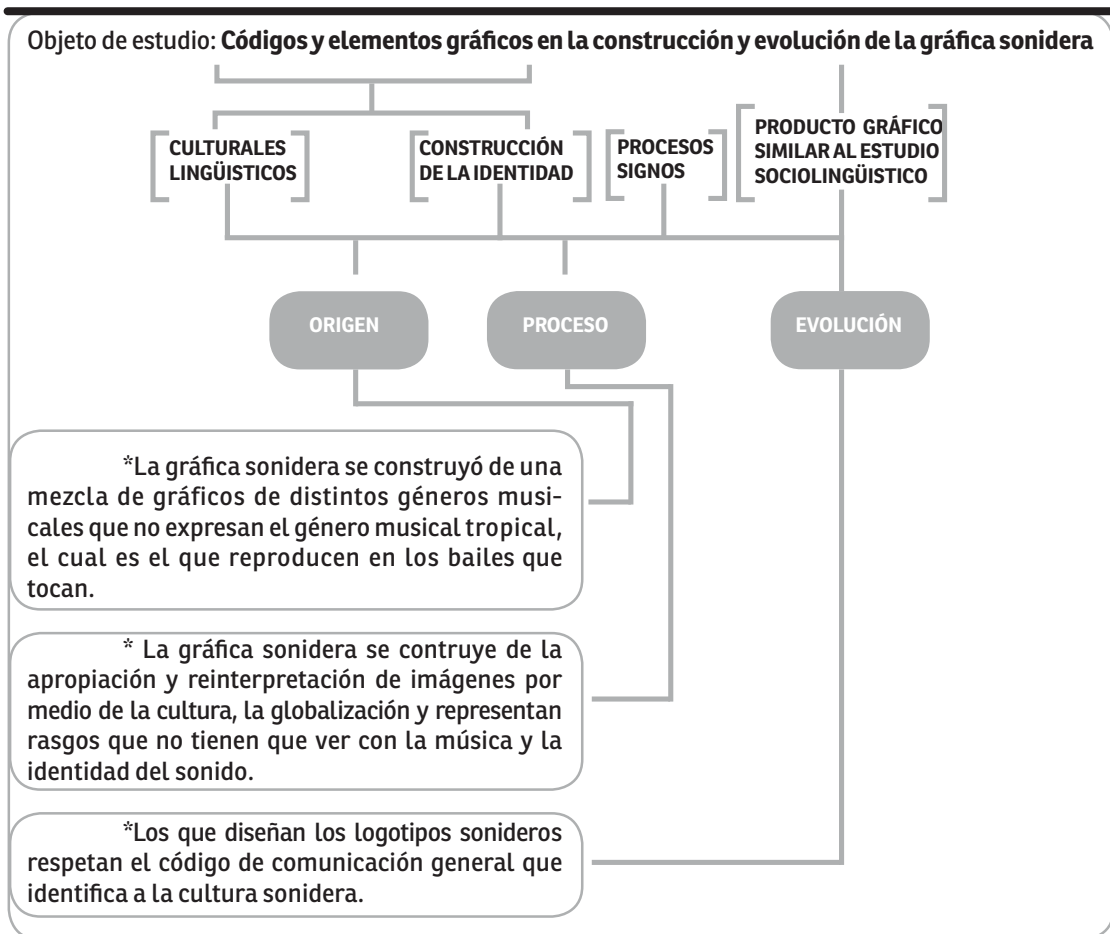 Objeto de estudio: Códigos y elementos gráficos en la construcción y evolución de la gráfica sonidera
CULTURALES
LINGÜISTICOS
CONSTRUCCIÓN
DE LA IDENTIDAD
PROCESOS
SIGNOS
PRODUCTO GRÁFICO
SIMILAR AL ESTUDIO
SOCIOLINGÜISTICO
ORIGEN
PROCESO
EVOLUCIÓN
*La gráfica sonidera se construyó de una
mezcla de gráficos de distintos géneros musi-
cales que no expresan el género musical tropical,
el cual es el que reproducen en los bailes que
tocan.
* La gráfica sonidera se contruye de la
apropiación y reinterpretación de imágenes por
medio de la cultura, la globalización y representan
rasgos que no tienen que ver con la música y la
identidad del sonido.
*Los que diseñan los logotipos sonideros
respetan el código de comunicación general que
identifica a la cultura sonidera.